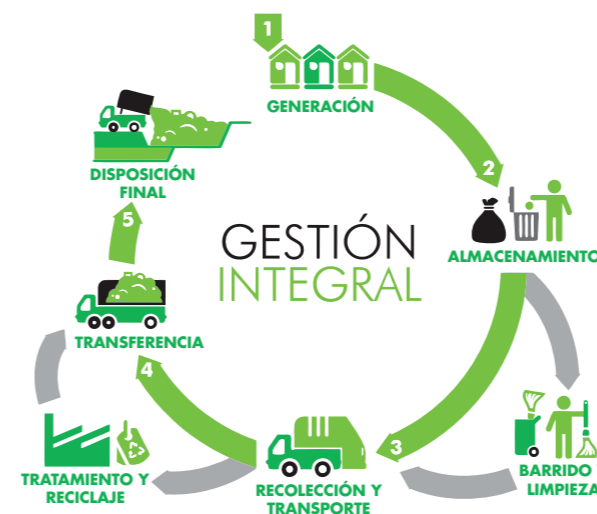 1
GENERACIÓN
2
ALMACENAMIENTO
BARRIDO
LIMPIEZA
3
RECOLECCIÓN Y
TRANSPORTE
4
TRATAMIENTO Y
RECICLAJE
TRANSFERENCIA
5
DISPOSICIÓN
FINAL
GESTIÓN
INTEGRAL